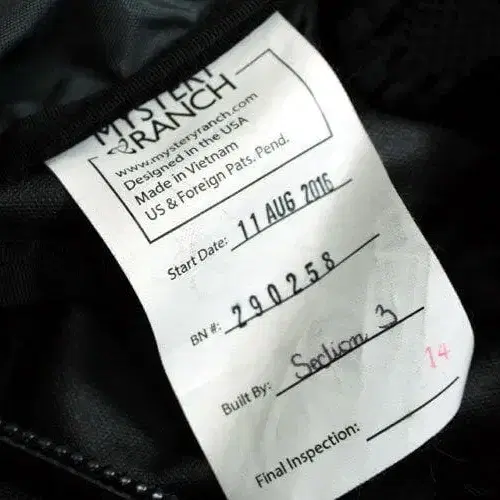 MYSTERY
RANCH
www.mysteryranch.com
Designed in the USA
Made in Vietnam
US & Foreign Pats. Pend.
Start Date: 11 AUG 2016
BN #: 290258
Built By: Section 3
14
Final Inspection: